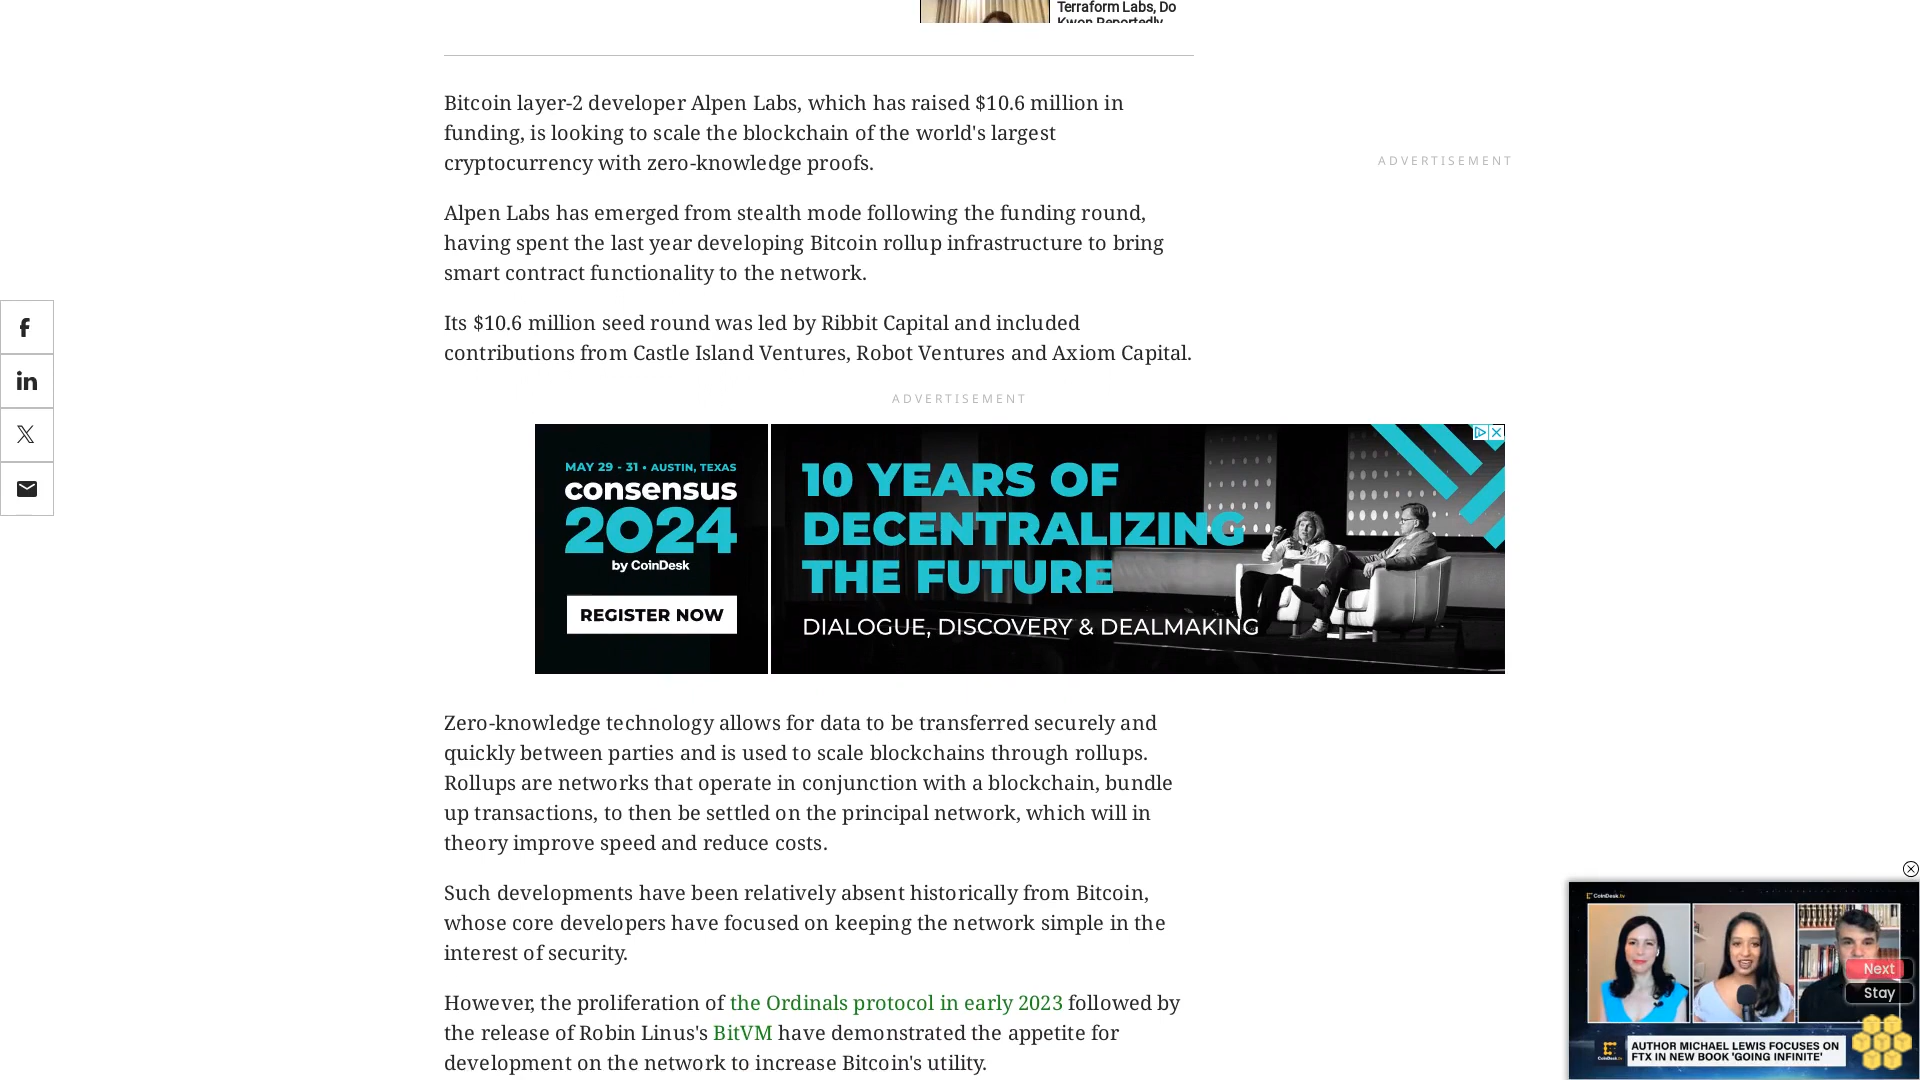 Terraform Labs, Do
Kwon Reportedly
Bitcoin layer-2 developer Alpen Labs, which has raised $10.6 million in
funding, is looking to scale the blockchain of the world's largest
cryptocurrency with zero-knowledge proofs.
ADVERTISEMENT
Alpen Labs has emerged from stealth mode following the funding round,
having spent the last year developing Bitcoin rollup infrastructure to bring
smart contract functionality to the network.
Its $10.6 million seed round was led by Ribbit Capital and included
contributions from Castle Island Ventures, Robot Ventures and Axiom Capital.
ADVERTISEMENT
MAY 29 - 31 • AUSTIN, TEXAS
consensus
2024
by CoinDesk
REGISTER NOW
10 YEARS OF
DECENTRALIZING
THE FUTURE
DIALOGUE, DISCOVERY & DEALMAKING
Zero-knowledge technology allows for data to be transferred securely and
quickly between parties and is used to scale blockchains through rollups.
Rollups are networks that operate in conjunction with a blockchain, bundle
up transactions, to then be settled on the principal network, which will in
theory improve speed and reduce costs.
Such developments have been relatively absent historically from Bitcoin,
whose core developers have focused on keeping the network simple in the
interest of security.
However, the proliferation of the Ordinals protocol in early 2023 followed by
the release of Robin Linus's BitVM have demonstrated the appetite for
development on the network to increase Bitcoin's utility.
CoinDesk.tv
Next
Stay
CoinDesk.tv
AUTHOR MICHAEL LEWIS FOCUSES ON
FTX IN NEW BOOK 'GOING INFINITE'